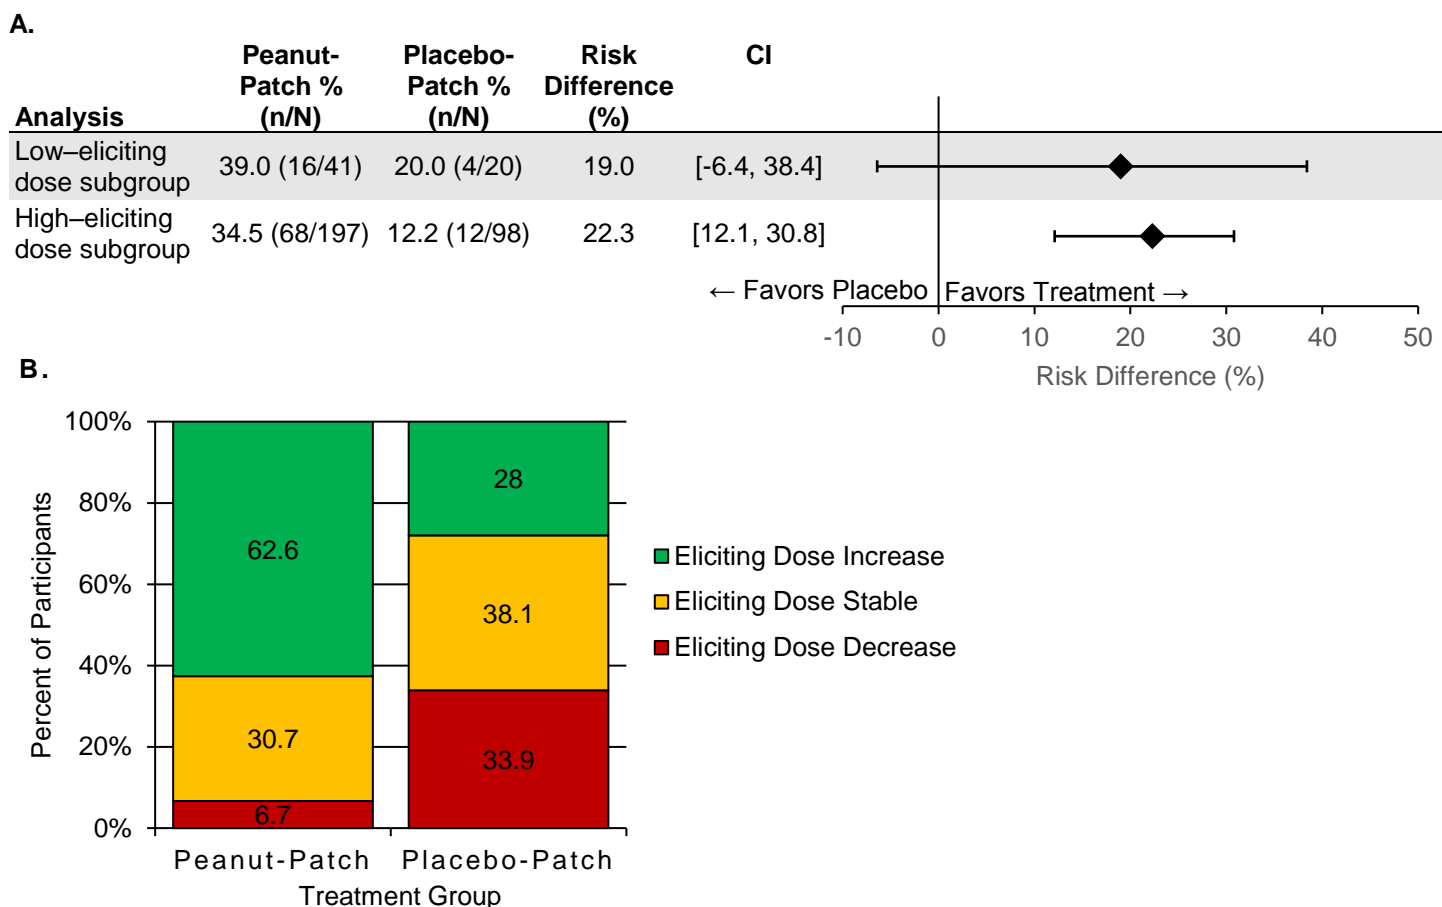 A.
Peanut- Placebo- Risk CI
Patch % Patch % Difference
Analysis (n/N) (n/N) (%)
Low–eliciting
dose subgroup 39.0 (16/41) 20.0 (4/20) 19.0 [-6.4, 38.4]
High–eliciting
dose subgroup 34.5 (68/197) 12.2 (12/98) 22.3 [12.1, 30.8]
← Favors Placebo Favors Treatment →
-10 0 10 20 30 40 50
Risk Difference (%)
B.
100%
80%
60%
40%
20%
0%
Percent of Participants
62.6
30.7
6.7
28
38.1
33.9
Peanut-Patch Placebo-Patch
Treatment Group
Eliciting Dose Increase
Eliciting Dose Stable
Eliciting Dose Decrease